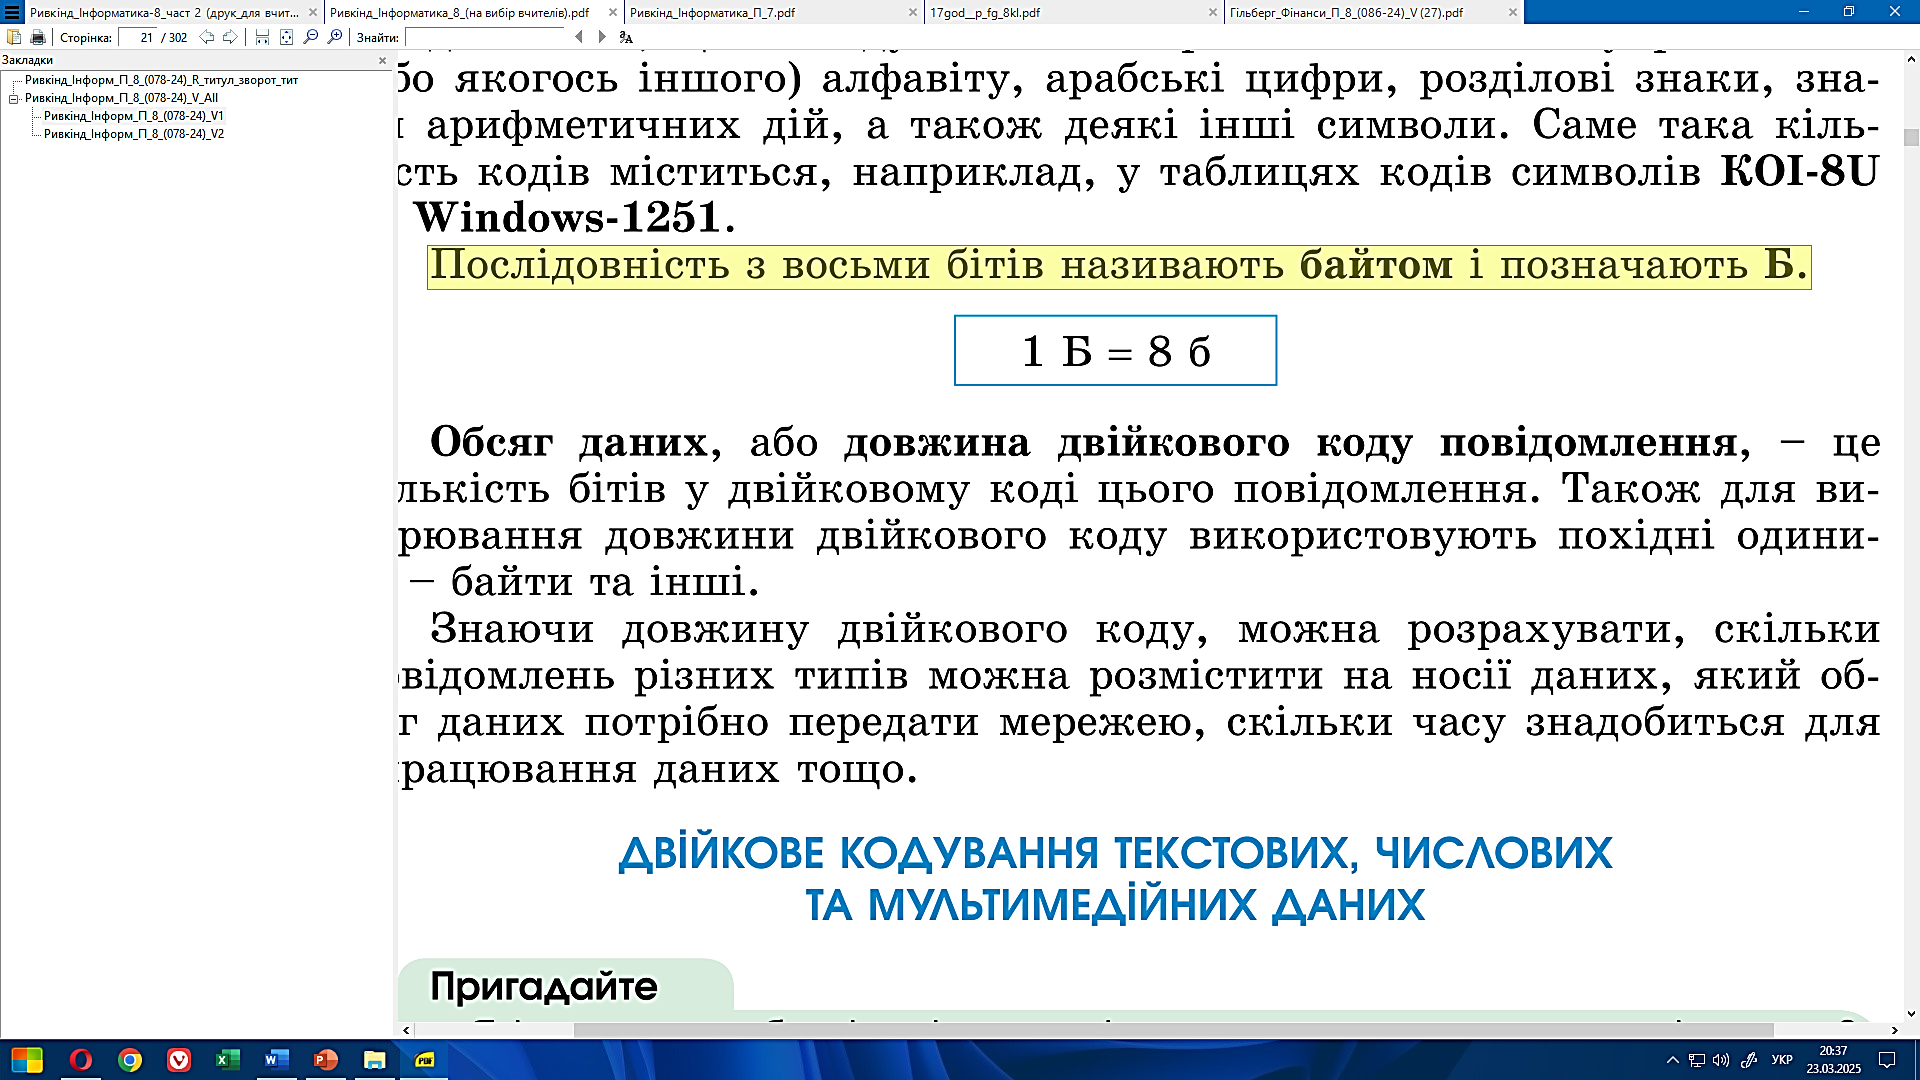 Ривкінд_Інформатика-8_част 2 (друк_для вчит...
Ривкінд_Інформатика_8_(на вибір вчителів).pdf
Ривкінд_Інформатика_П_7.pdf
17god__p_fg_8kl.pdf
Гільберг_Фінанси_П_8_(086-24)_V (27).pdf
Сторінка: 21 / 302
Знайти:
Закладки
Ривкінд_Інформ_П_8_(078-24)_R_титул_зворот_тит
Ривкінд_Інформ_П_8_(078-24)_V_All
Ривкінд_Інформ_П_8_(078-24)_V1
Ривкінд_Інформ_П_8_(078-24)_V2
бо якогось іншого) алфавіту, арабські цифри, розділові знаки, зна-
арифметичних дій, а також деякі інші символи. Саме така кіль-
сть кодів міститься, наприклад, у таблицях кодів символів КОІ-8U
Windows-1251.
Послідовність з восьми бітів називають байтом і позначають Б.
1 Б = 8 б
Обсяг даних, або довжина двійкового коду повідомлення, – це
лькість бітів у двійковому коді цього повідомлення. Також для ви-
рювання довжини двійкового коду використовують похідні одини-
– байти та інші.
Знаючи довжину двійкового коду, можна розрахувати, скільки
відомлень різних типів можна розмістити на носії даних, який об-
г даних потрібно передати мережею, скільки часу знадобиться для
рацювання даних тощо.
ДВІЙКОВЕ КОДУВАННЯ ТЕКСТОВИХ, ЧИСЛОВИХ
ТА МУЛЬТИМЕДІЙНИХ ДАНИХ
Пригадайте
УКР
20:37
23.03.2025